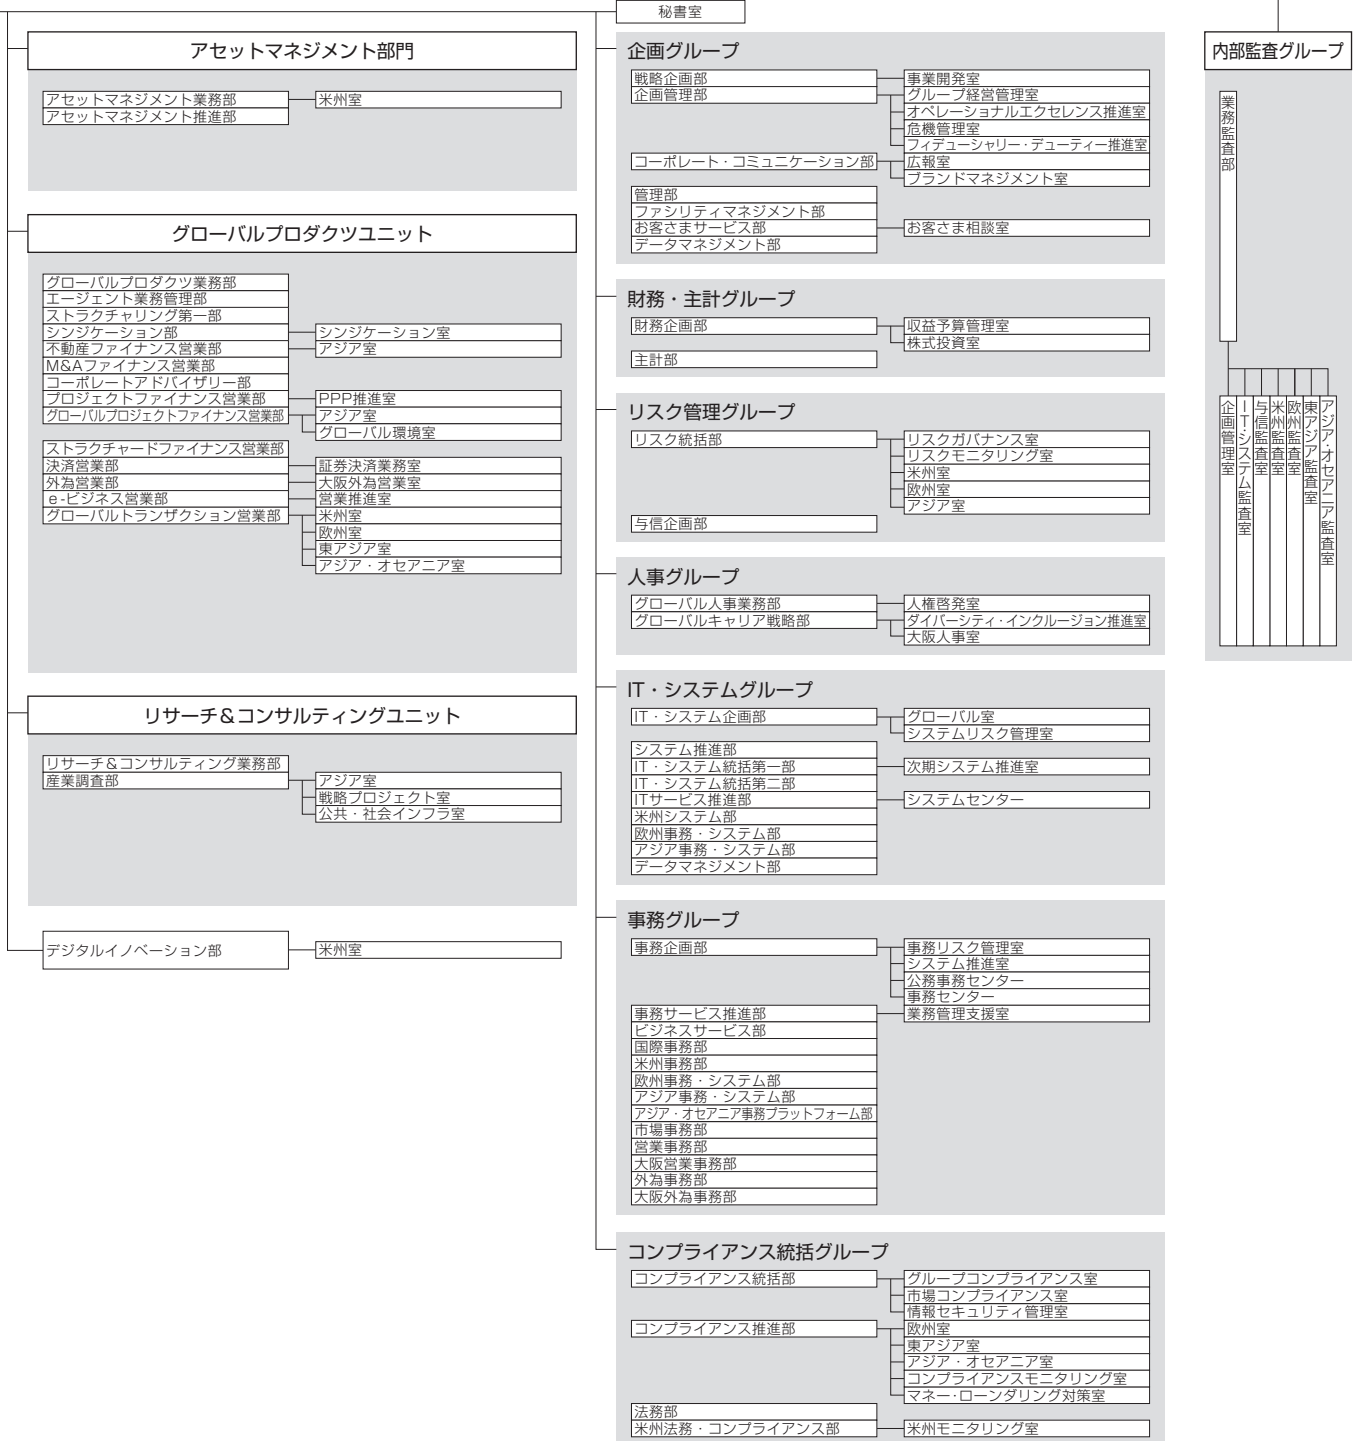 秘書室
アセットマネジメント部門
アセットマネジメント業務部
米州室
アセットマネジメント推進部
グローバルプロダクツユニット
グローバルプロダクツ業務部
エージェント業務管理部
ストラクチャリング第一部
シンジケーション部
シンジケーション室
不動産ファイナンス営業部
アジア室
M&Aファイナンス営業部
コーポレートアドバイザリー部
プロジェクトファイナンス営業部
PPP推進室
グローバルプロジェクトファイナンス営業部
アジア室
グローバル環境室
ストラクチャードファイナンス営業部
決済営業部
証券決済業務室
外為営業部
大阪外為営業室
e-ビジネス営業部
営業推進室
グローバルトランザクション営業部
米州室
欧州室
東アジア室
アジア・オセアニア室
リサーチ&コンサルティングユニット
リサーチ&コンサルティング業務部
産業調査部
アジア室
戦略プロジェクト室
公共・社会インフラ室
デジタルイノベーション部
米州室
企画グループ
戦略企画部
事業開発室
企画管理部
グループ経営管理室
オペレーショナルエクセレンス推進室
危機管理室
フィデューシャリー・デューティー推進室
コーポレート・コミュニケーション部
広報室
ブランドマネジメント室
管理部
ファシリティマネジメント部
お客さまサービス部
お客さま相談室
データマネジメント部
財務・主計グループ
財務企画部
収益予算管理室
株式投資室
主計部
リスク管理グループ
リスク統括部
リスクガバナンス室
リスクモニタリング室
米州室
欧州室
アジア室
与信企画部
人事グループ
グローバル人事業務部
人権啓発室
グローバルキャリア戦略部
ダイバーシティ・インクルージョン推進室
大阪人事室
IT・システムグループ
IT・システム企画部
グローバル室
システムリスク管理室
システム推進部
IT・システム統括第一部
次期システム推進室
IT・システム統括第二部
ITサービス推進部
システムセンター
米州システム部
欧州事務・システム部
アジア事務・システム部
データマネジメント部
事務グループ
事務企画部
事務リスク管理室
システム推進室
公務事務センター
事務センター
事務サービス推進部
業務管理支援室
ビジネスサービス部
国際事務部
米州事務部
欧州事務・システム部
アジア事務・システム部
アジア・オセアニア事務プラットフォーム部
市場事務部
営業事務部
大阪営業事務部
外為事務部
大阪外為事務部
コンプライアンス統括グループ
コンプライアンス統括部
グループコンプライアンス室
市場コンプライアンス室
情報セキュリティ管理室
コンプライアンス推進部
欧州室
東アジア室
アジア・オセアニア室
コンプライアンスモニタリング室
マネー・ローンダリング対策室
法務部
米州法務・コンプライアンス部
米州モニタリング室
内部監査グループ
業務監査部
企画管理室
IT・システム監査室
与信監査室
米州監査室
欧州監査室
東アジア監査室
アジア・オセアニア監査室